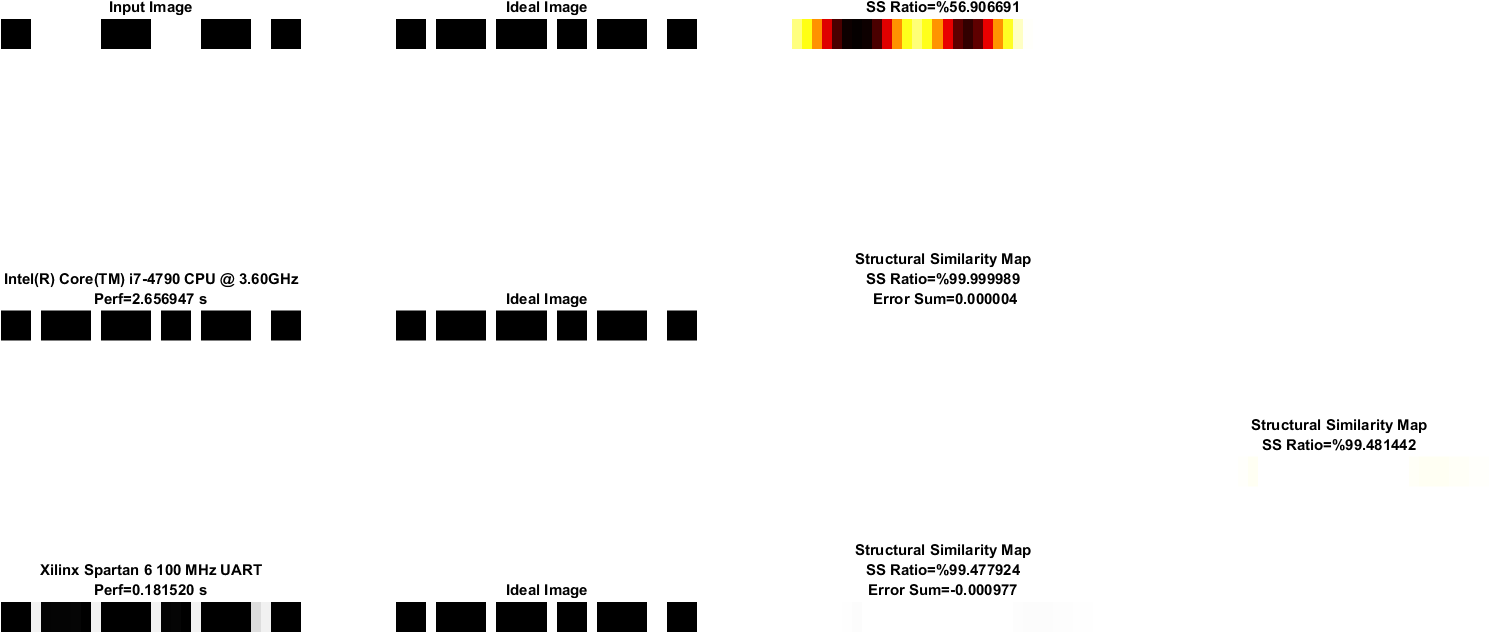 Input Image
Ideal Image
SS Ratio=%56.906691
Intel(R) Core(TM) i7-4790 CPU @ 3.60GHz
Perf=2.656947 s
Ideal Image
Structural Similarity Map
SS Ratio=%99.999989
Error Sum=0.000004
Structural Similarity Map
SS Ratio=%99.481442
Xilinx Spartan 6 100 MHz UART
Perf=0.181520 s
Ideal Image
Structural Similarity Map
SS Ratio=%99.477924
Error Sum=-0.000977